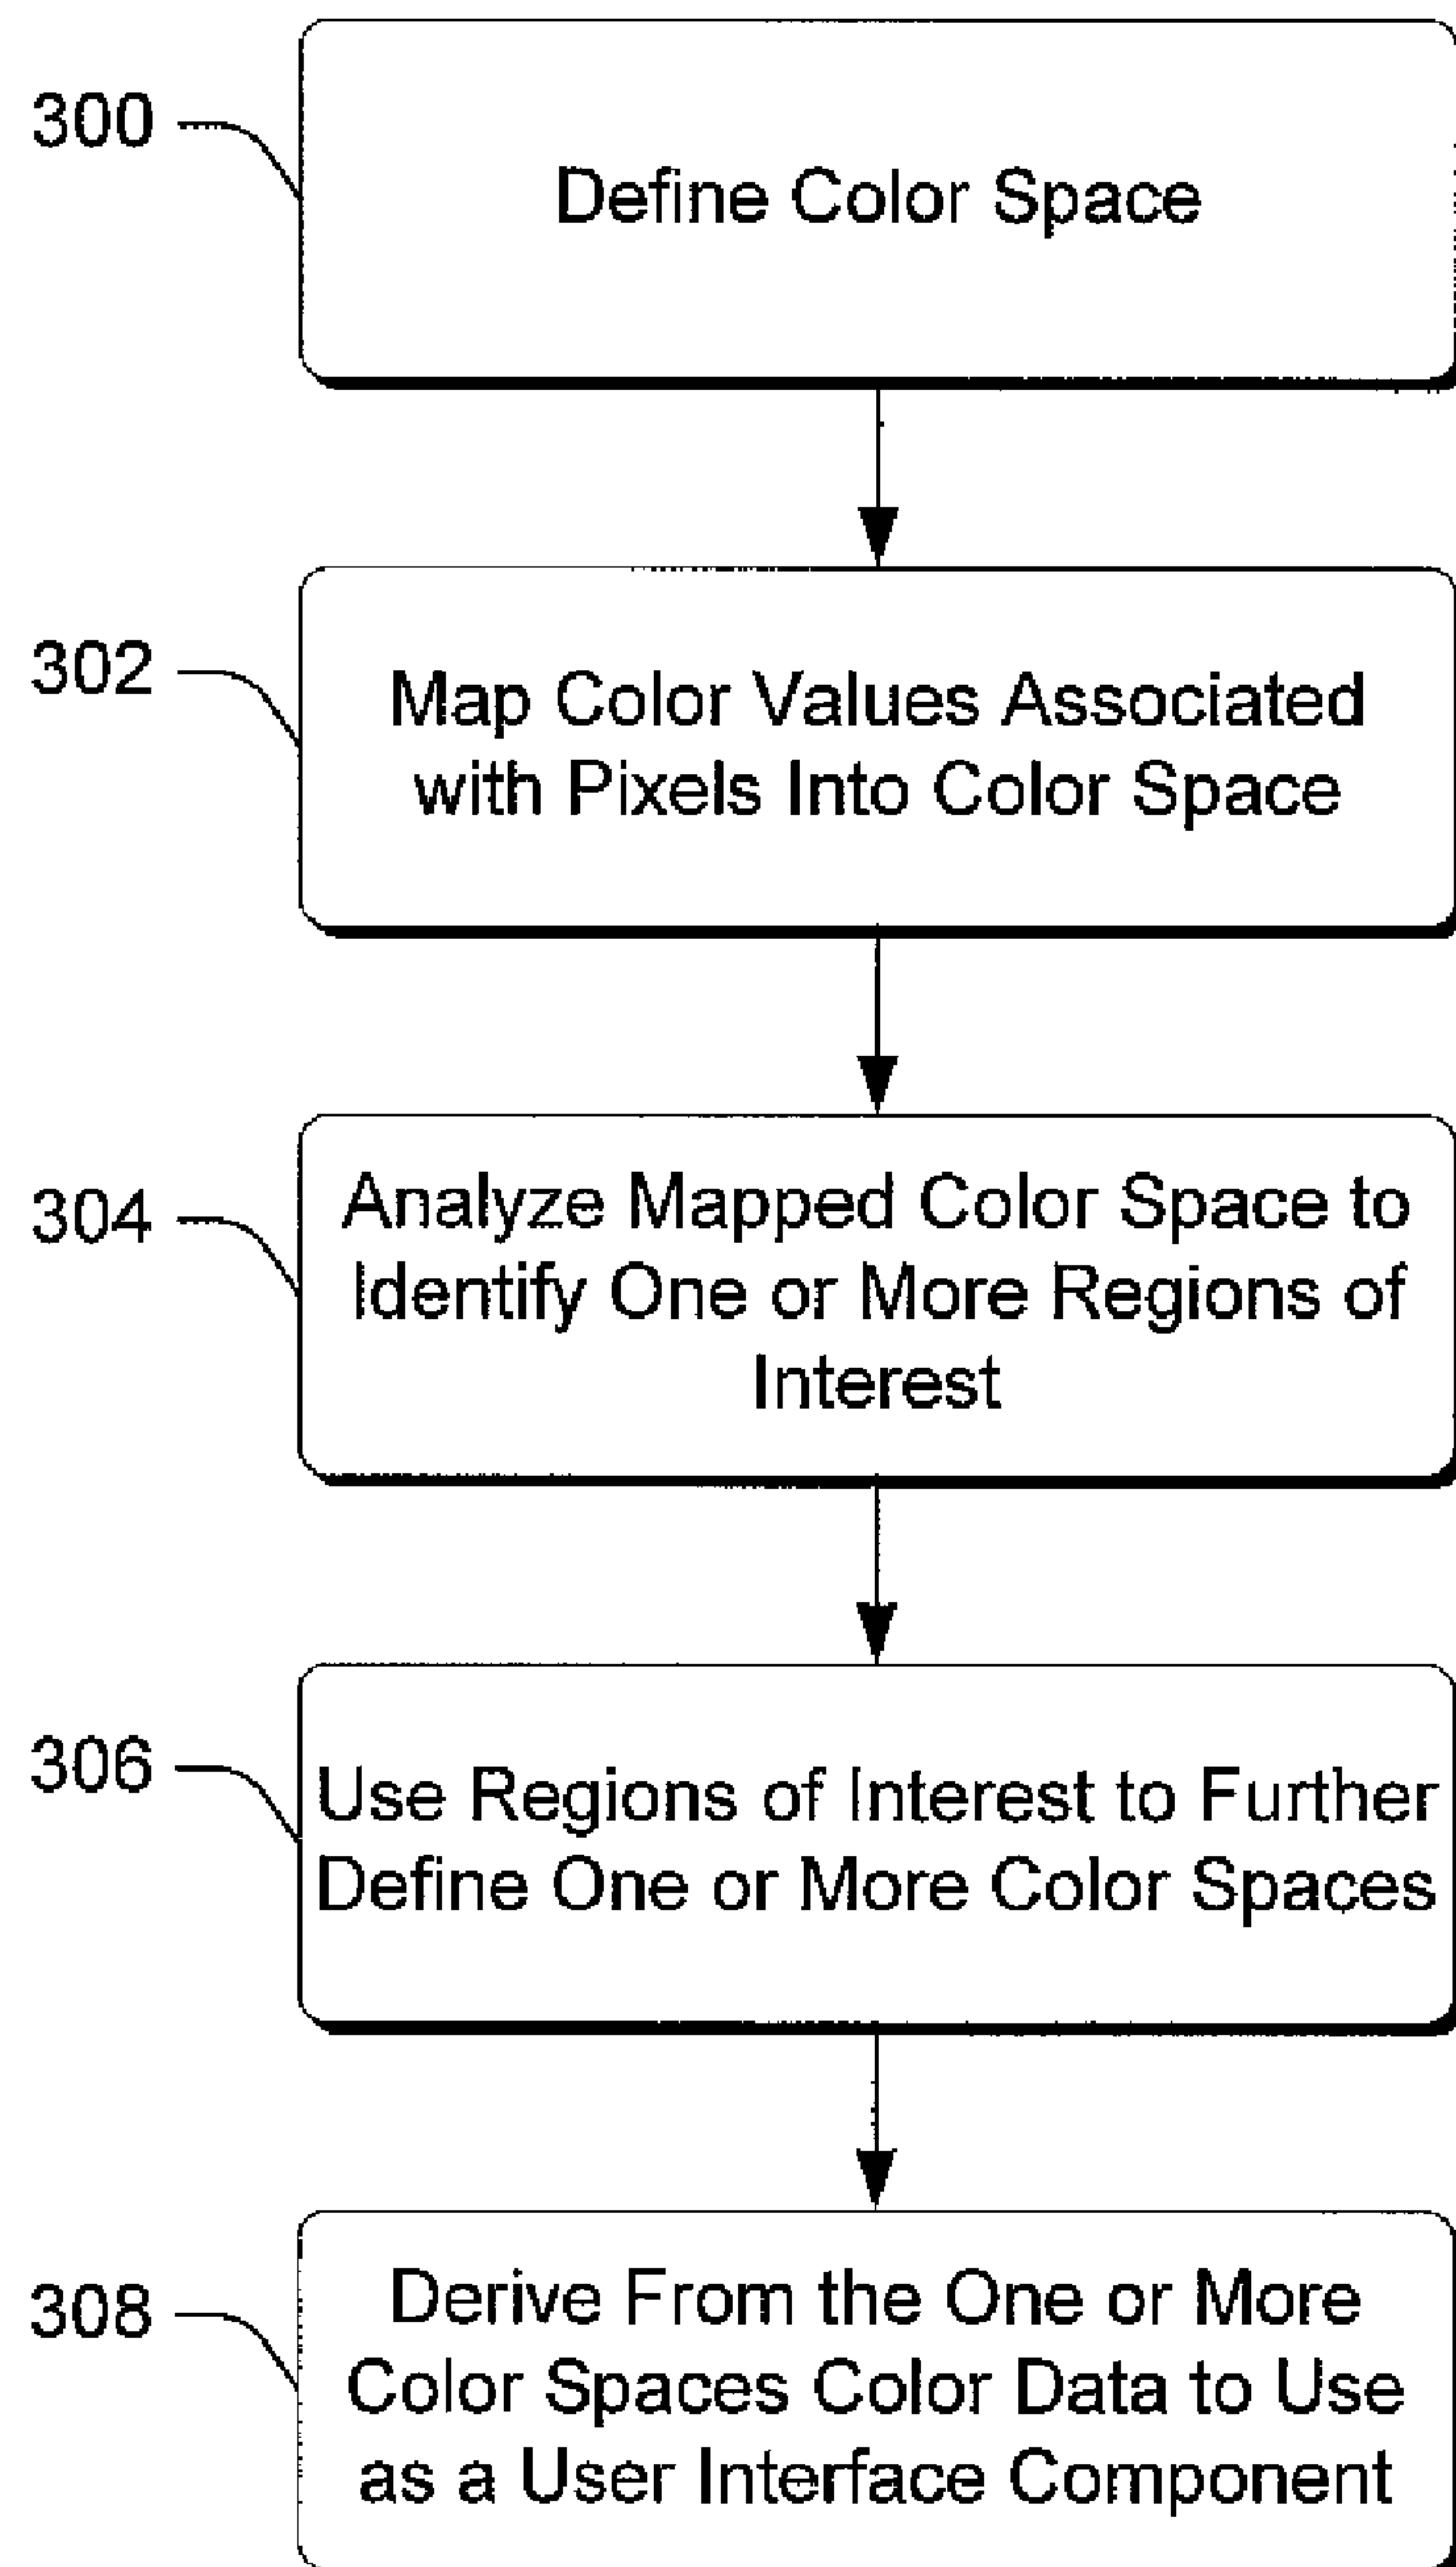 300
Define Color Space
302
Map Color Values Associated
with Pixels Into Color Space
304
Analyze Mapped Color Space to
Identify One or More Regions of
Interest
306
Use Regions of Interest to Further
Define One or More Color Spaces
308
Derive From the One or More
Color Spaces Color Data to Use
as a User Interface Component